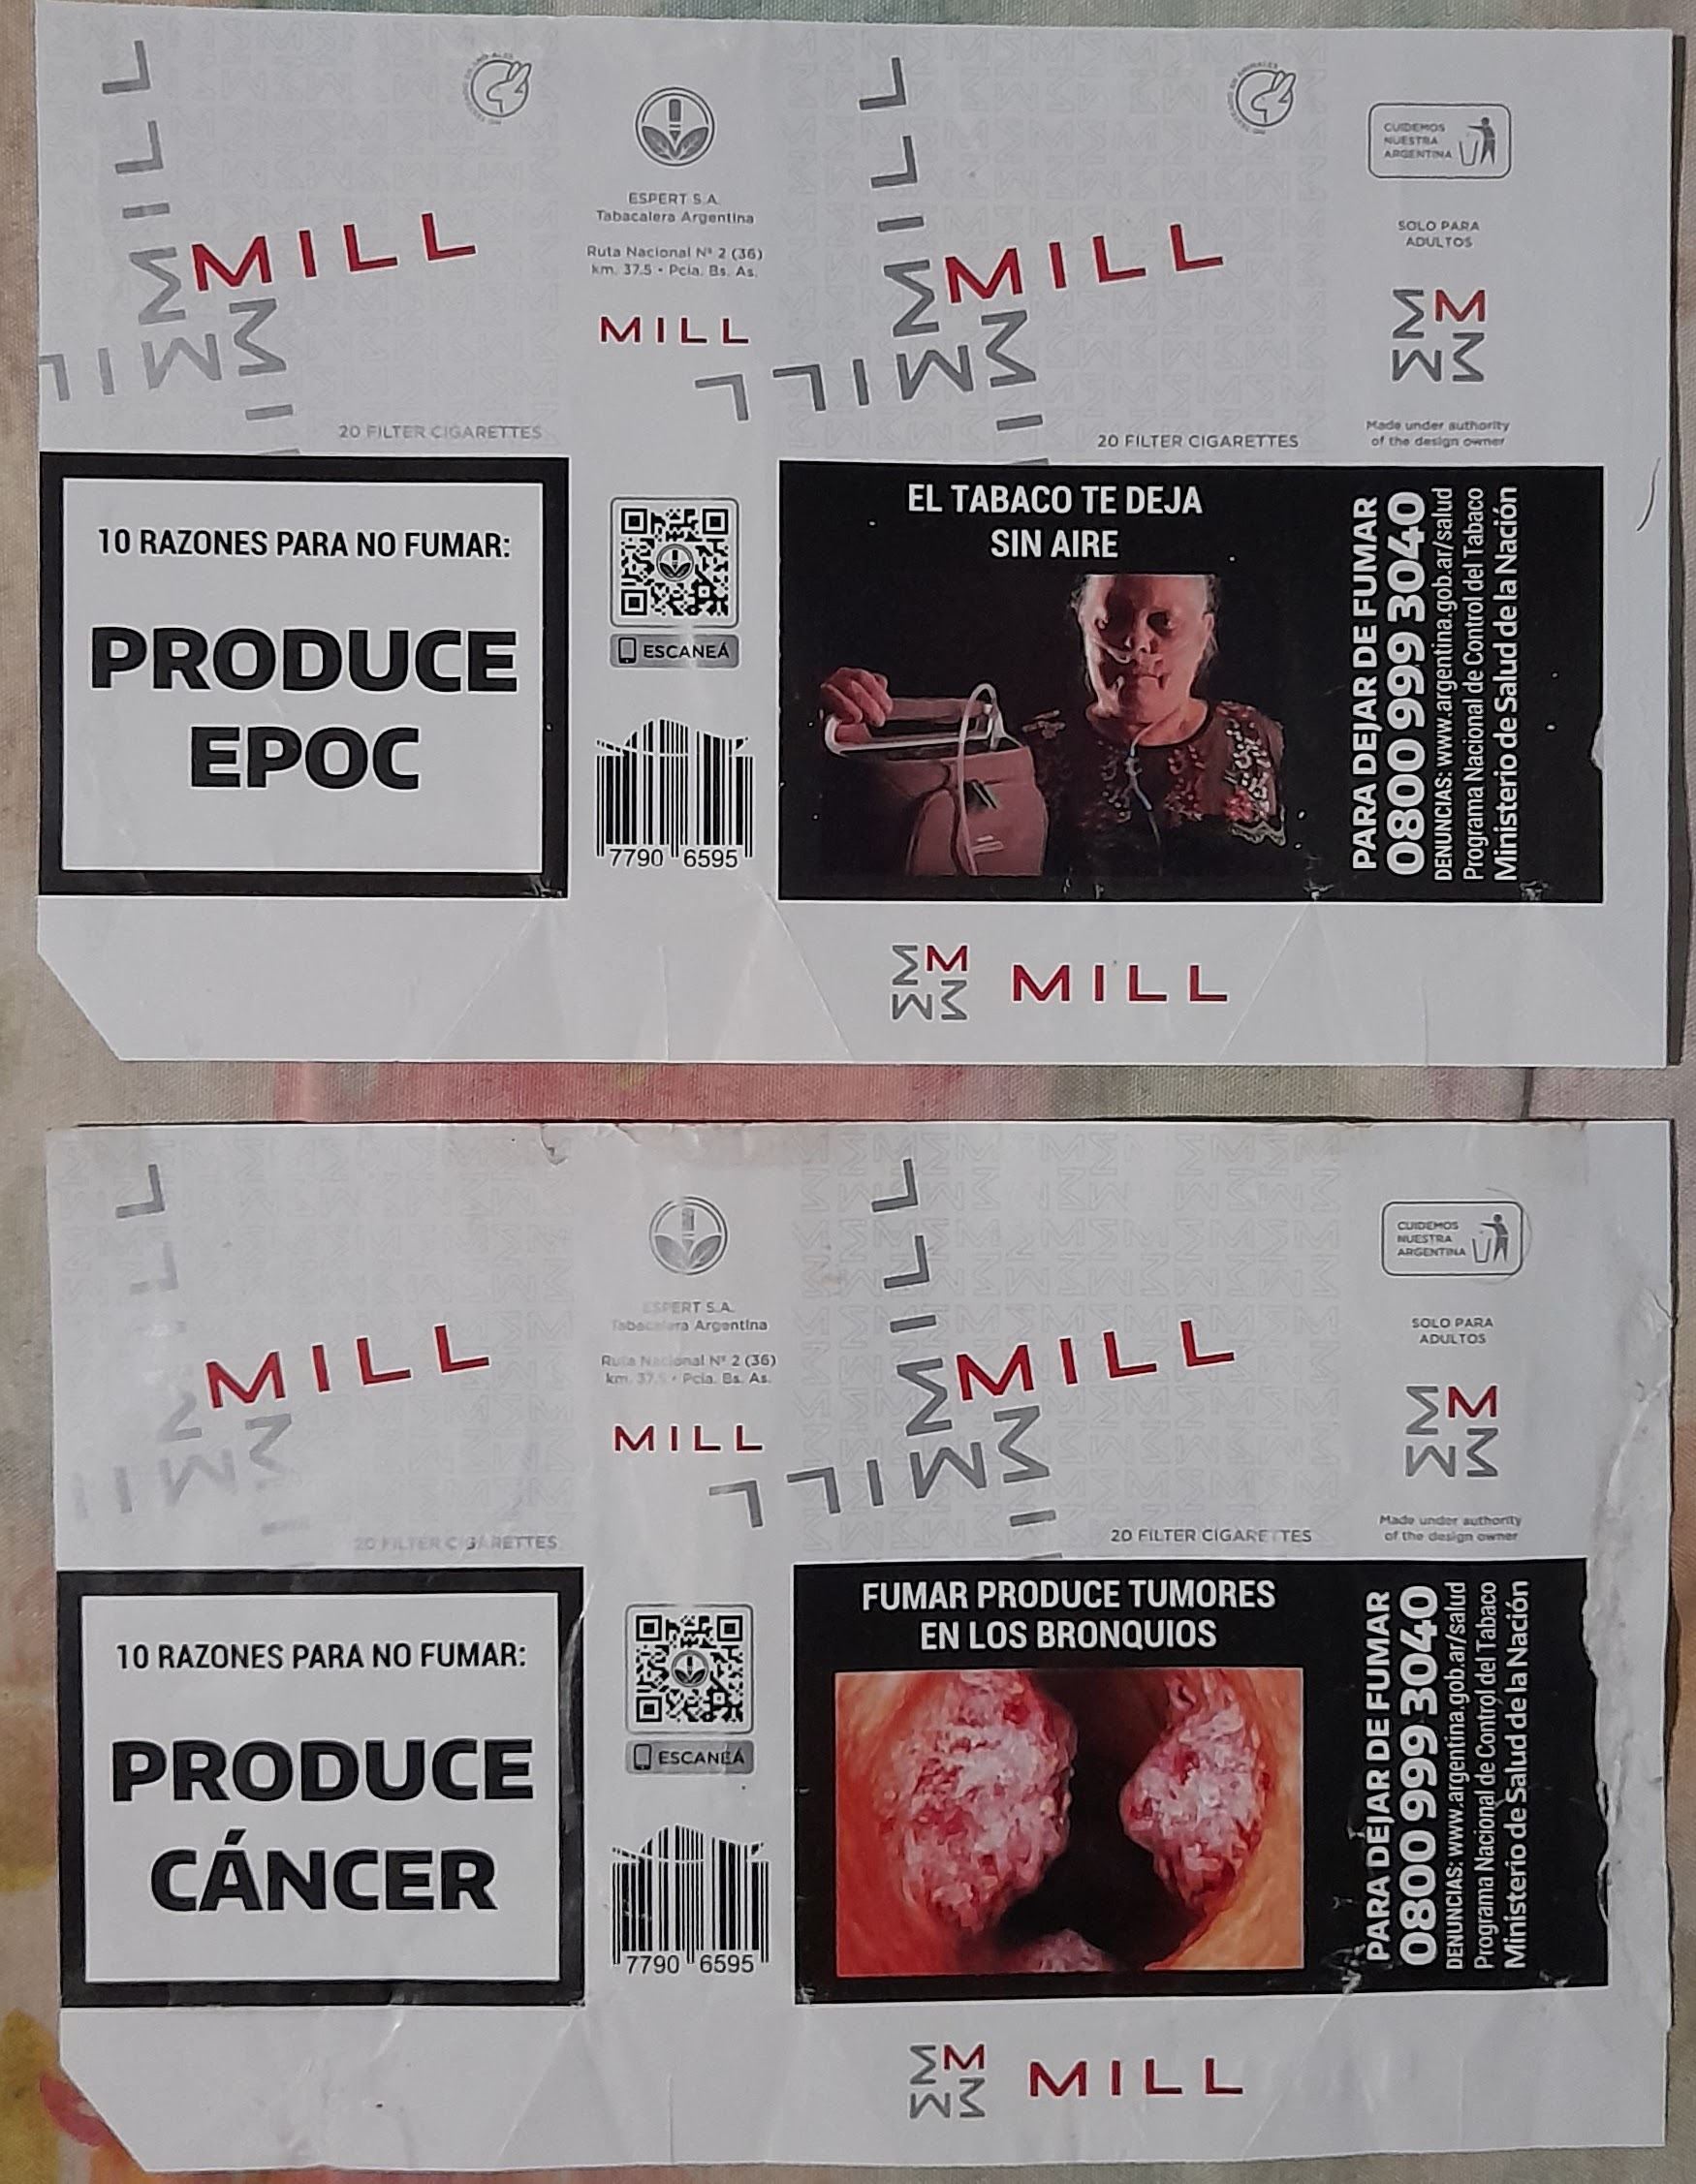 MILL
MILL
20 FILTER CIGARETTES
10 RAZONES PARA NO FUMAR:
PRODUCE
EPOC
ESPERT S.A.
Tabacalera Argentina
Ruta Nacional Nº 2 (36)
km. 37.5 • Pcia. Bs. As.
MILL
ESCANEÁ
7790 6595
MILL
MILL
MILL
MILL
20 FILTER CIGARETTES
EL TABACO TE DEJA
SIN AIRE
CUIDEMOS
NUESTRA
ARGENTINA
SOLO PARA
ADULTOS
M
M
M
M
Made under authority
of the design owner
PARA DEJAR DE FUMAR
0800 999 3040
DENUNCIAS: www.argentina.gob.ar/salud
Programa Nacional de Control del Tabaco
Ministerio de Salud de la Nación
MILL
MILL
20 FILTER CIGARETTES
10 RAZONES PARA NO FUMAR:
PRODUCE
CÁNCER
ESPERT S.A.
Tabacalera Argentina
Ruta Nacional Nº 2 (36)
km. 37.5 • Pcia. Bs. As.
MILL
ESCANEÁ
7790 6595
MILL
MILL
MILL
20 FILTER CIGARETTES
FUMAR PRODUCE TUMORES
EN LOS BRONQUIOS
CUIDEMOS
NUESTRA
ARGENTINA
SOLO PARA
ADULTOS
M
M
M
M
Made under authority
of the design owner
PARA DEJAR DE FUMAR
0800 999 3040
DENUNCIAS: www.argentina.gob.ar/salud
Programa Nacional de Control del Tabaco
Ministerio de Salud de la Nación
MILL